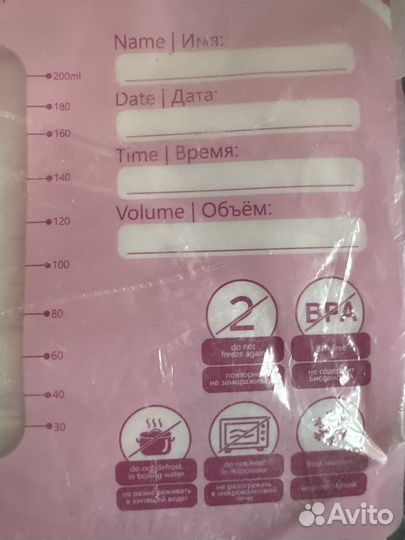 Name | Имя:
200ml
Date | Дата:
180
160
Time | Время:
140
Volume | Объём:
120
100
2
BPA
80
do not
freeze again
BPA free
повторно
не замораживать
не содержит
60
40
30
do not defrost
in boiling water
do not heat
in microwave
не размораживать
в кипящей воде!
не разогревать
в микроволновой
печи
Avito